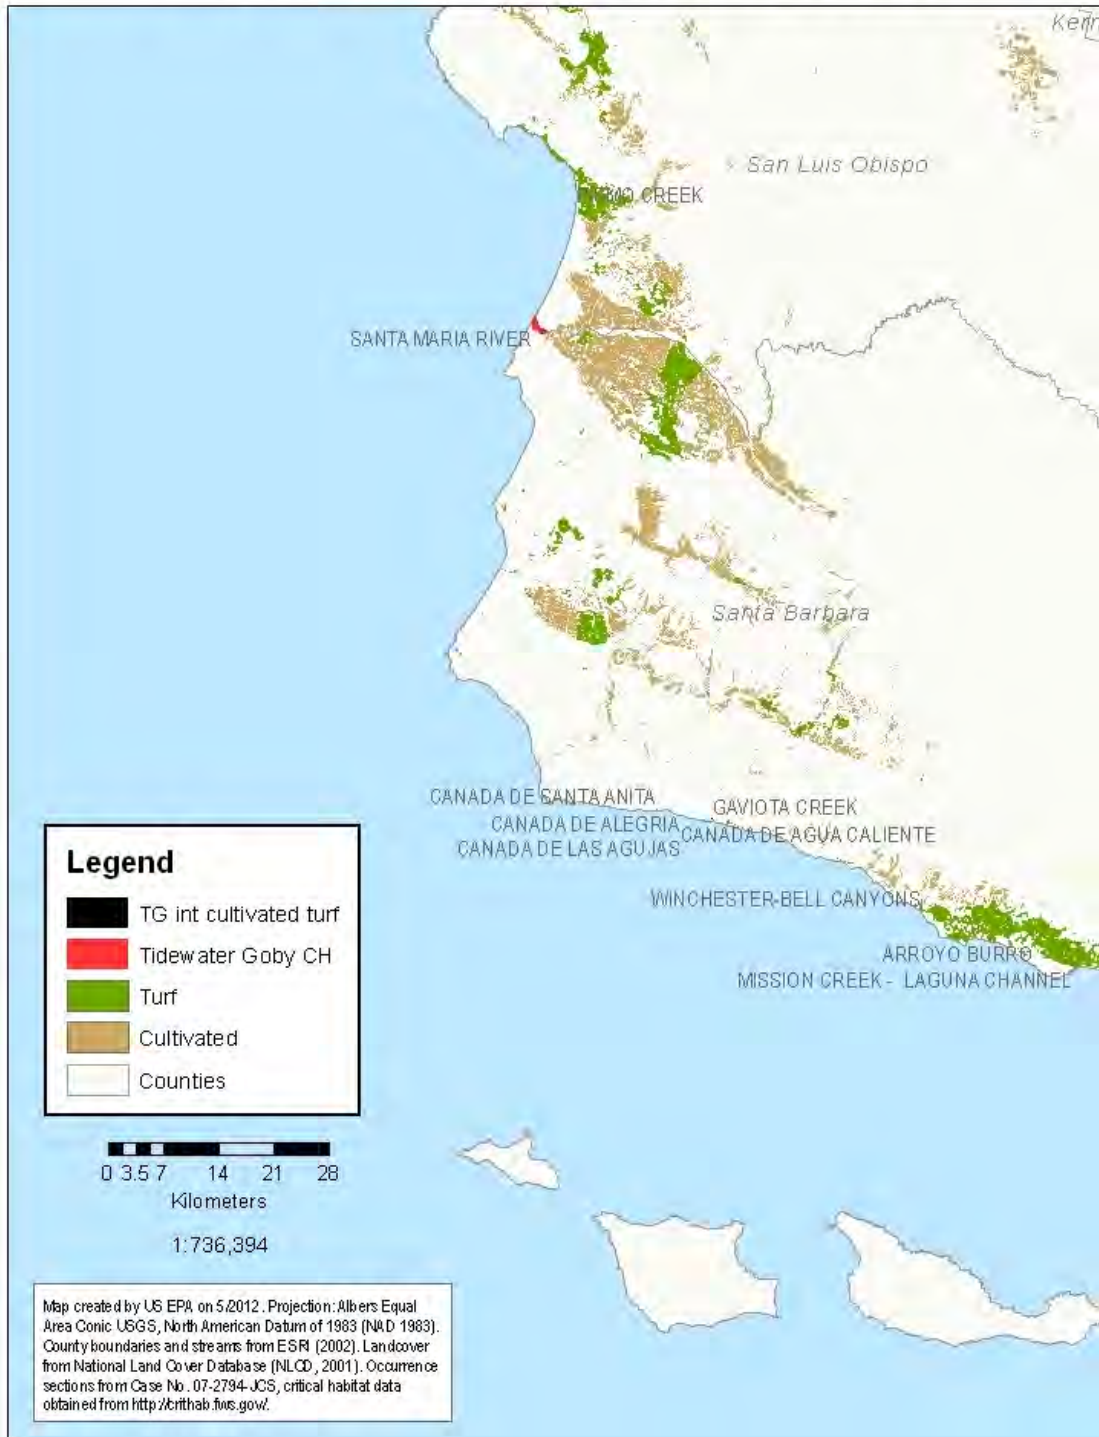 Kern
San Luis Obispo
CREEK
SANTA MARIA RIVER
Santa Barbara
CANADA DE SANTA ANITA
GAVIOTA CREEK
CANADA DE ALEGRIA
CANADA DE AGUA CALIENTE
CANADA DE LAS AGUJAS
WINCHESTER-BELL CANYONS
ARROYO BURRO
MISSION CREEK - LAGUNA CHANNEL
Legend
TG int cultivated turf
Tidewater Goby CH
Turf
Cultivated
Counties
0 3.5 7 14 21 28
Kilometers
1:736,394
Map created by US EPA on 5/2012. Projection: Albers Equal
Area Conic USGS, North American Datum of 1983 (NAD 1983).
County boundaries and streams from ESRI (2002). Landcover
from National Land Cover Database (NLCD, 2001). Occurrence
sections from Case No. 07-2794-JCS, critical habitat data
obtained from http://crithab.fws.gov/.